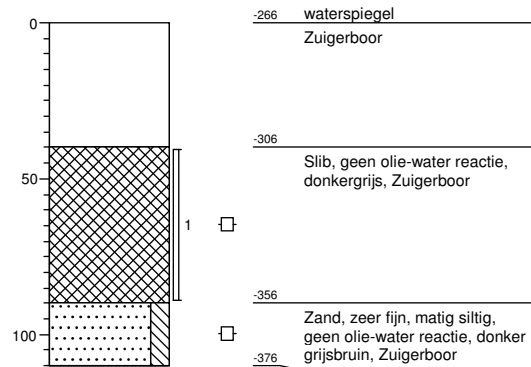 0
-266 waterspiegel
Zuigerboor
-306
Slib, geen olie-water reactie,
donkergrijs, Zuigerboor
50
1
-356
Zand, zeer fijn, matig siltig,
geen olie-water reactie, donker
grijsbruin, Zuigerboor
100
-376